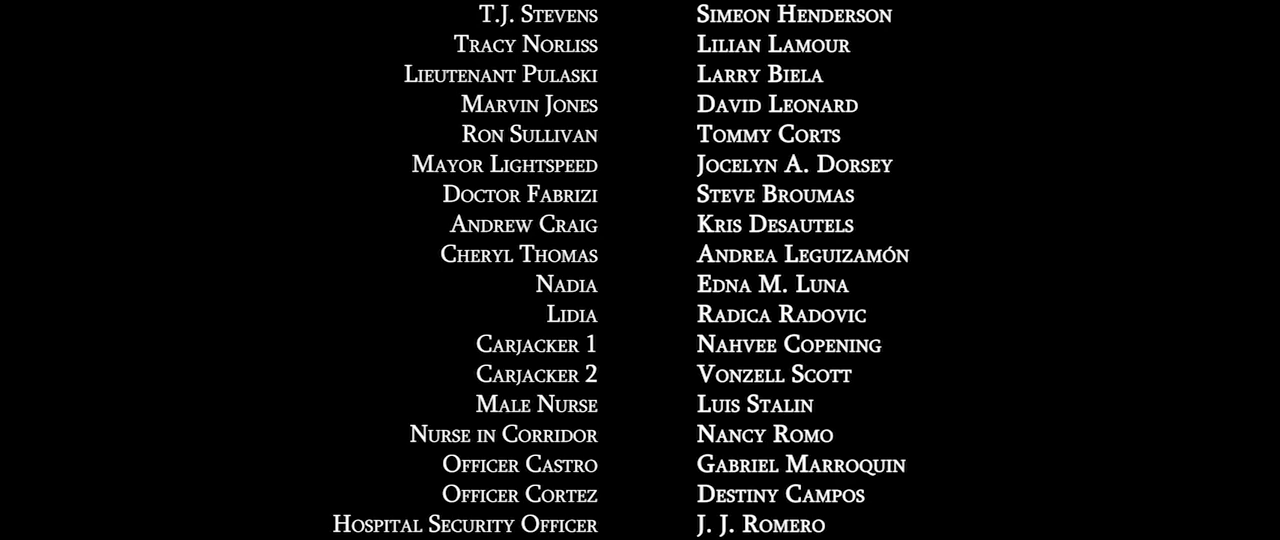 T.J. Stevens Simeon Henderson
Tracy Norliss Lilian Lamour
Lieutenant Pulaski Larry Biela
Marvin Jones David Leonard
Ron Sullivan Tommy Corts
Mayor Lightspeed Jocelyn A. Dorsey
Doctor Fabrizi Steve Broumas
Andrew Craig Kris Desautels
Cheryl Thomas Andrea Leguizamón
Nadia Edna M. Luna
Lidia Radica Radovic
Carjacker 1 Nahvee Copening
Carjacker 2 Vonzell Scott
Male Nurse Luis Stalin
Nurse in Corridor Nancy Romo
Officer Castro Gabriel Marroquin
Officer Cortez Destiny Campos
Hospital Security Officer J. J. Romero